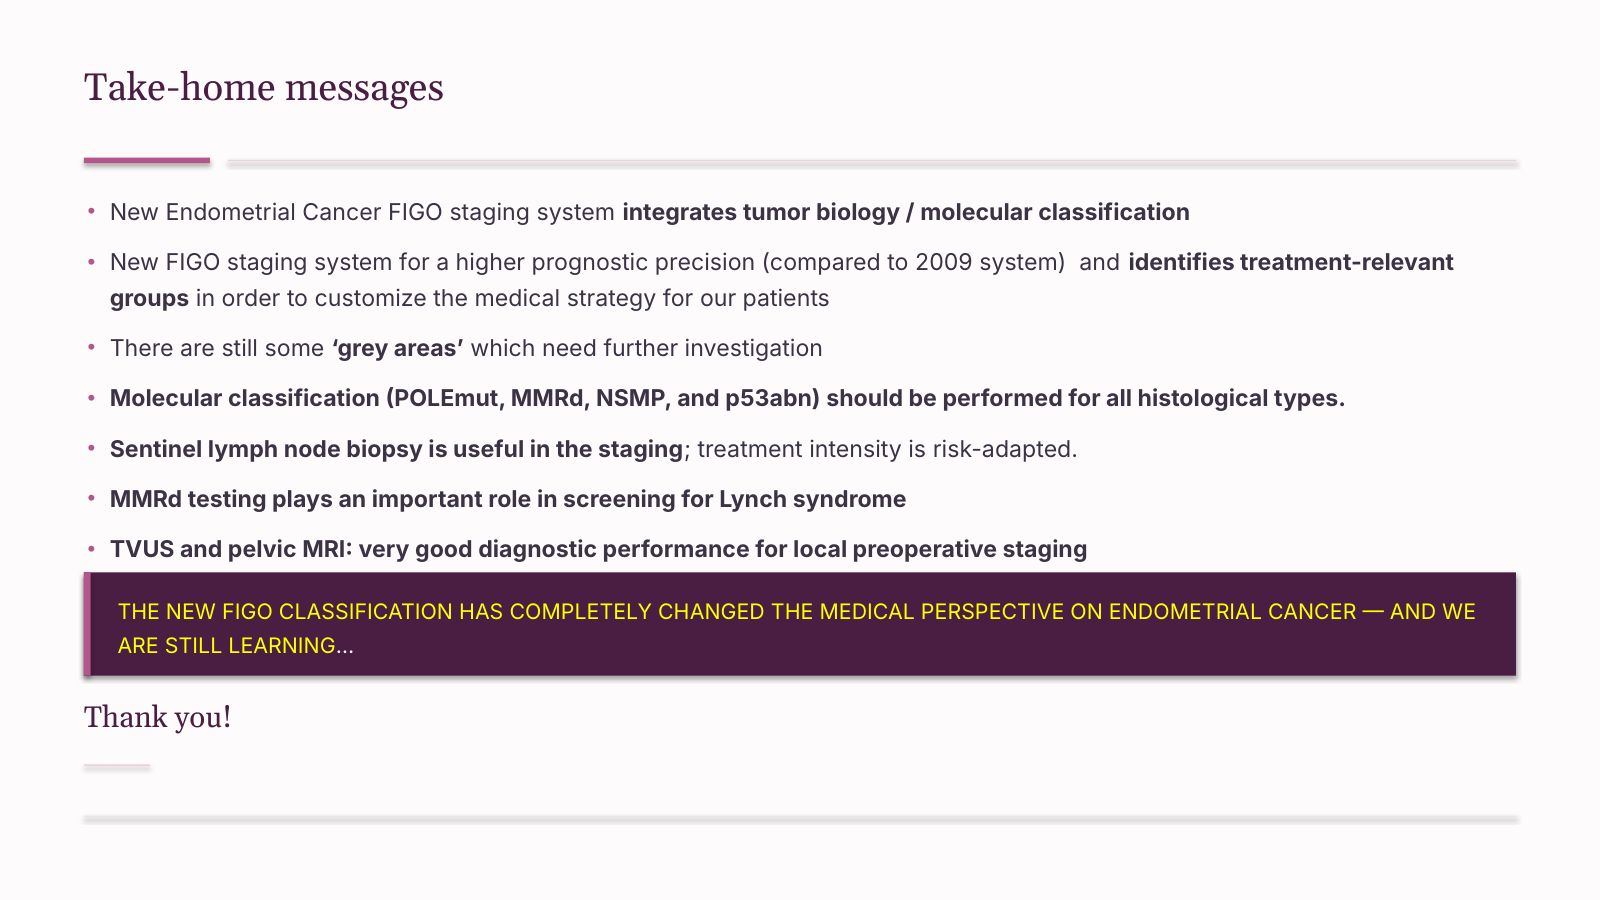 Take-home messages
• New Endometrial Cancer FIGO staging system integrates tumor biology / molecular classification
• New FIGO staging system for a higher prognostic precision (compared to 2009 system)  and identifies treatment-relevant
groups in order to customize the medical strategy for our patients
• There are still some ‘grey areas’ which need further investigation
• Molecular classification (POLEmut, MMRd, NSMP, and p53abn) should be performed for all histological types.
• Sentinel lymph node biopsy is useful in the staging; treatment intensity is risk-adapted.
• MMRd testing plays an important role in screening for Lynch syndrome
• TVUS and pelvic MRI: very good diagnostic performance for local preoperative staging
THE NEW FIGO CLASSIFICATION HAS COMPLETELY CHANGED THE MEDICAL PERSPECTIVE ON ENDOMETRIAL CANCER — AND WE
ARE STILL LEARNING...
Thank you!